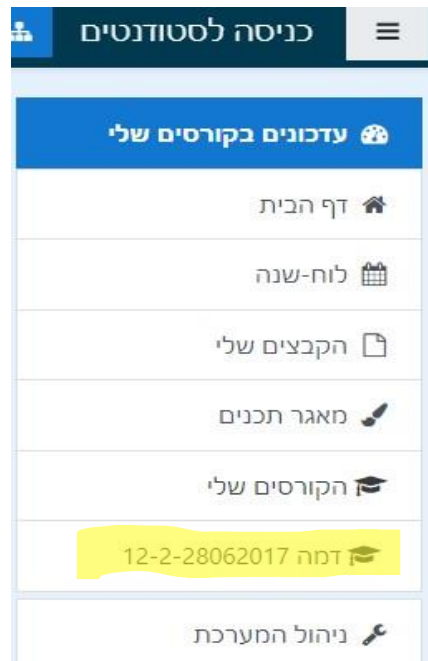 כניסה לסטודנטים
עדכונים בקורסים שלי
דף הבית
לוח-שנה
הקבצים שלי
מאגר תכנים
הקורסים שלי
דמה 12-2-28062017
ניהול המערכת